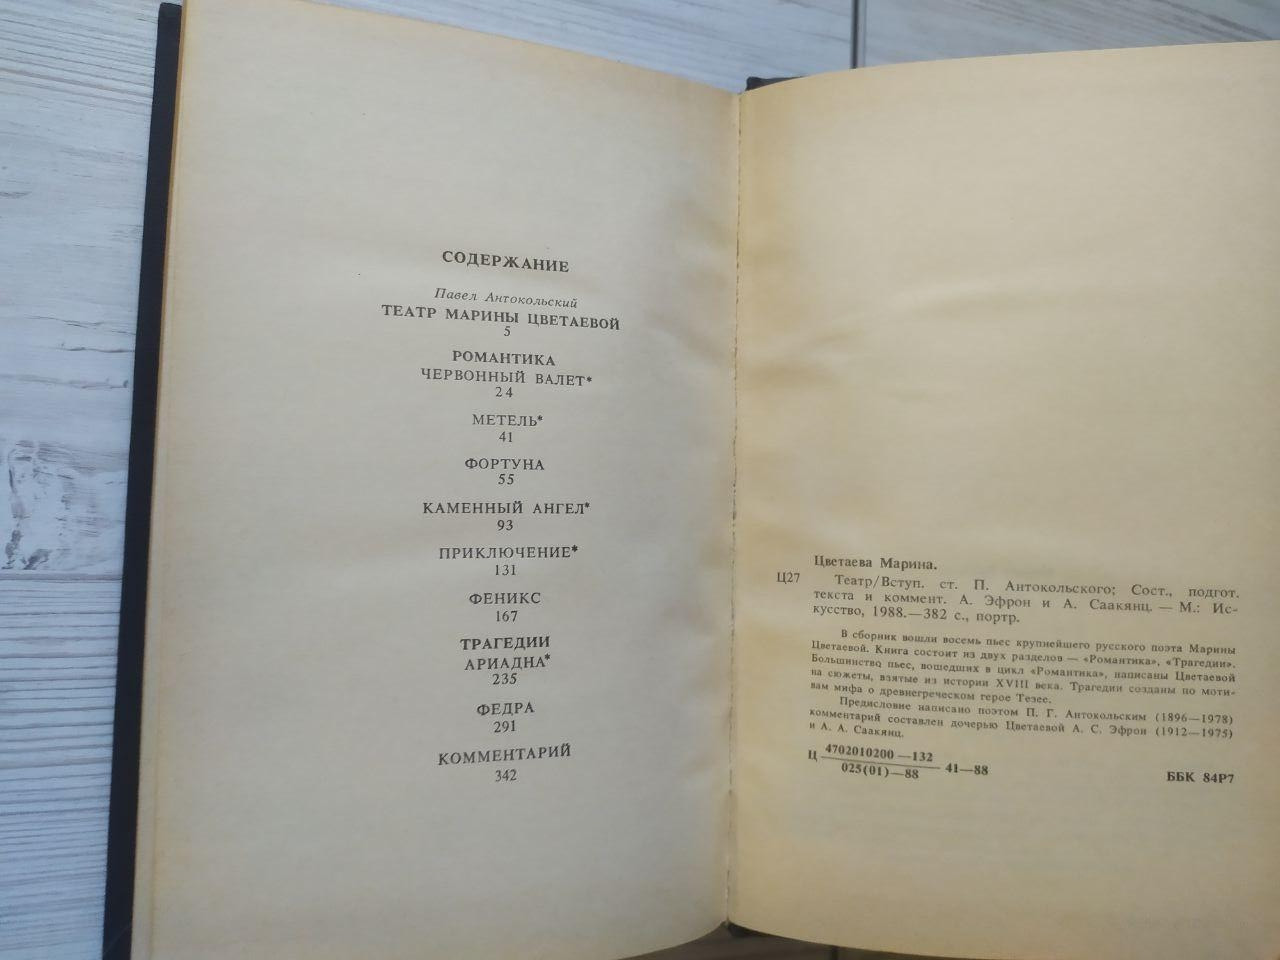 СОДЕРЖАНИЕ
Павел Антокольский
ТЕАТР МАРИНЫ ЦВЕТАЕВОЙ
5
РОМАНТИКА
ЧЕРВОННЫЙ ВАЛЕТ*
24
МЕТЕЛЬ*
41
ФОРТУНА
55
КАМЕННЫЙ АНГЕЛ*
93
ПРИКЛЮЧЕНИЕ*
131
ФЕНИКС
167
ТРАГЕДИИ
АРИАДНА*
235
ФЕДРА
291
КОММЕНТАРИЙ
342
Цветаева Марина.
Ц27 Театр/Вступ. ст. П. Антокольского; Сост., подгот.
текста и коммент. А. Эфрон и А. Саакянц. — М.: Ис-
кусство, 1988.—382 с., портр.
В сборник вошли восемь пьес крупнейшего русского поэта Марины
Цветаевой. Книга состоит из двух разделов — «Романтика», «Трагедии».
Большинство пьес, вошедших в цикл «Романтика», написаны Цветаевой
на сюжеты, взятые из истории XVIII века. Трагедии созданы по моти-
вам мифа о древнегреческом герое Тезее.
Предисловие написано поэтом П. Г. Антокольским (1896—1978)
комментарий составлен дочерью Цветаевой А. С. Эфрон (1912—1975)
и А. А. Саакянц.
4702010200—132
Ц 41—88 ББК 84Р7
025(01)—88